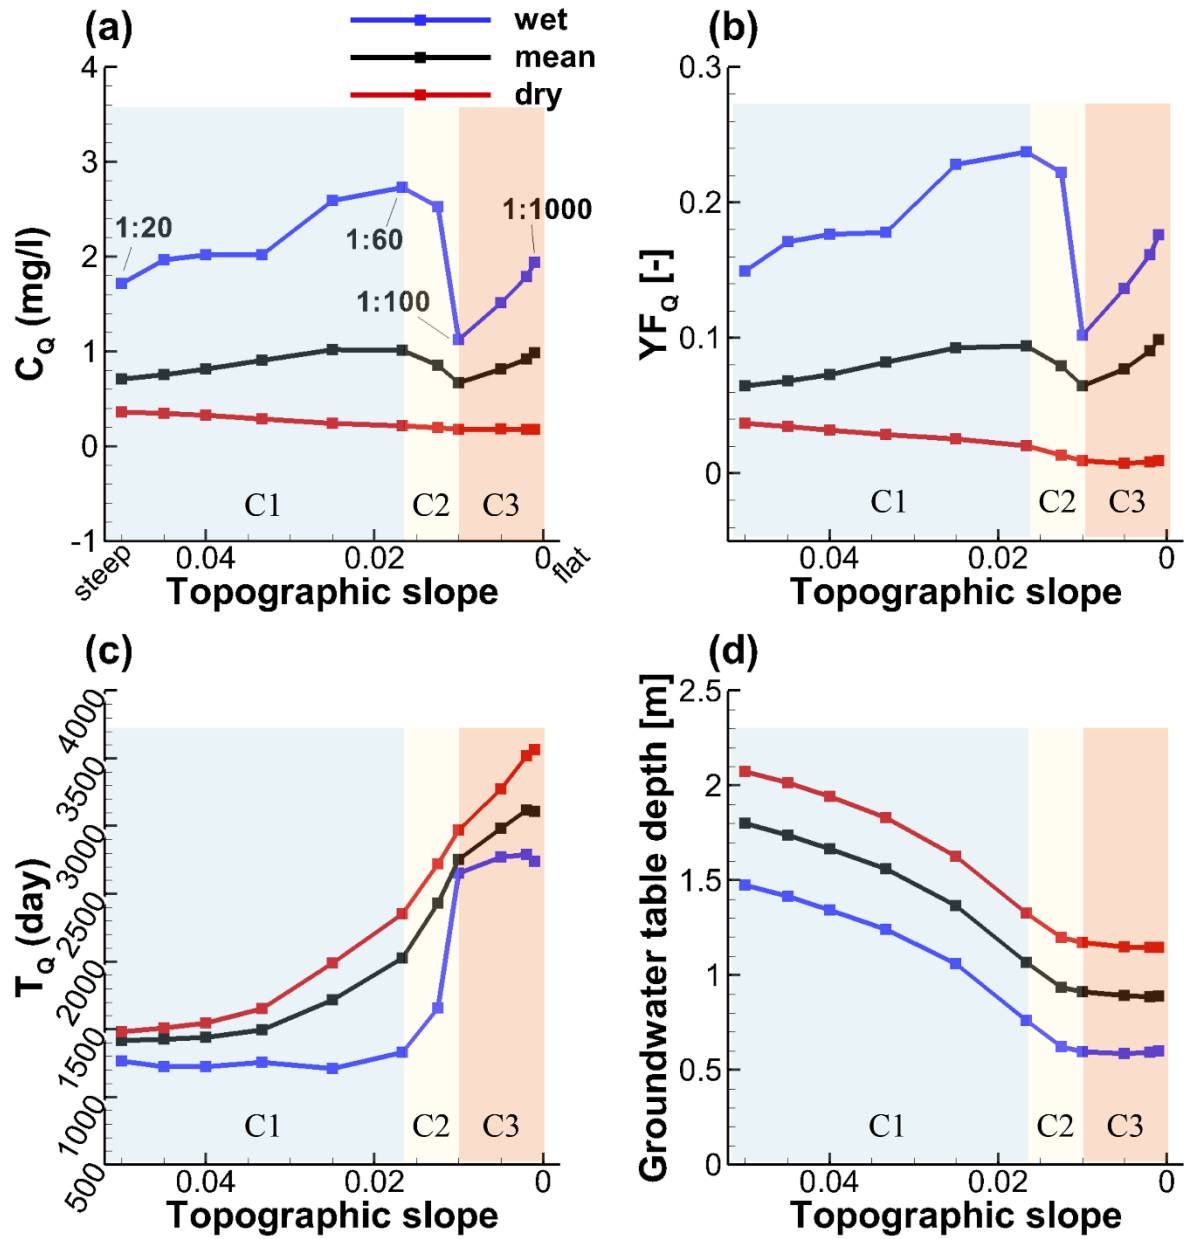 (a)
wet
mean
dry
4
3
2
1
0
-1
C_Q (mg/l)
1:20
1:60
1:100
1:1000
C1
C2
C3
0.04
0.02
0
steep
flat
Topographic slope
(b)
0.3
0.2
0.1
0
YF_Q [-]
C1
C2
C3
0.04
0.02
0
Topographic slope
(c)
4000
3500
3000
2500
2000
1500
1000
500
T_Q (day)
C1
C2
C3
0.04
0.02
0
Topographic slope
(d)
2.5
2
1.5
1
0.5
0
Groundwater table depth [m]
C1
C2
C3
0.04
0.02
0
Topographic slope